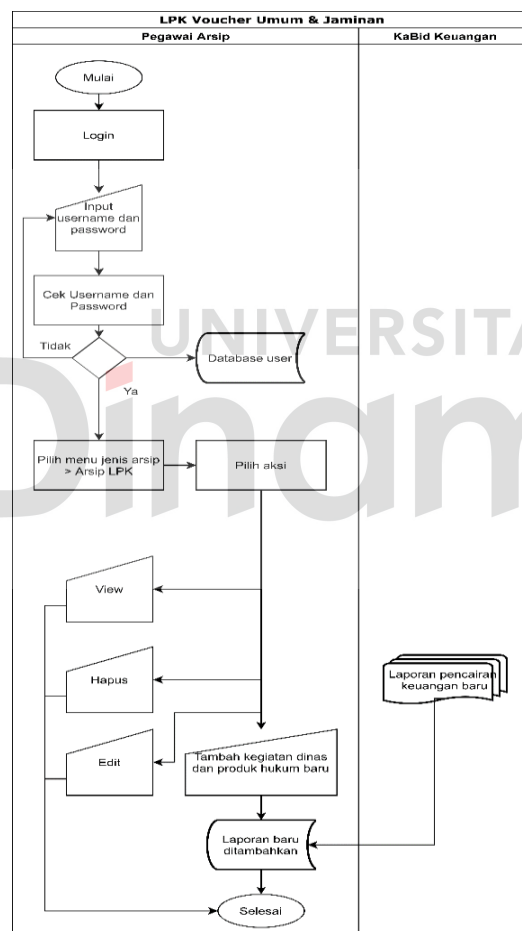 LPK Voucher Umum & Jaminan
Pegawai Arsip
KaBid Keuangan
Mulai
Login
Input
username dan
password
Cek Username dan
Password
UNIVERSITA
Tidak
Database user
Ya
Dinam
Pilih menu jenis arsip
> Arsip LPK
Pilih aksi
View
Hapus
Laporan pencairan
keuangan baru
Edit
Tambah kegiatan dinas
dan produk hukum baru
Laporan baru
ditambahkan
Selesai